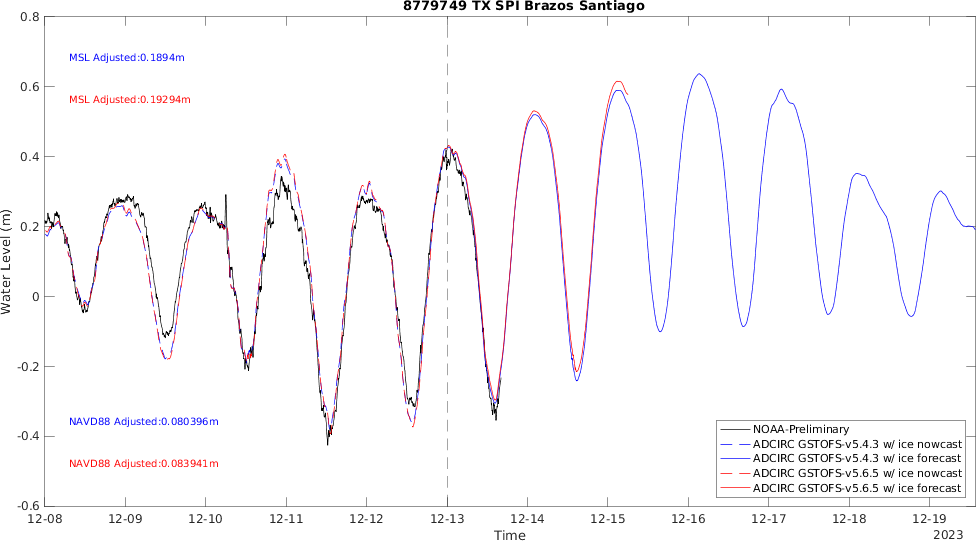 8779749 TX SPI Brazos Santiago
0.8
0.6
0.4
0.2
0
-0.2
-0.4
-0.6
Water Level (m)
MSL Adjusted:0.1894m
MSL Adjusted:0.19294m
NAVD88 Adjusted:0.080396m
NAVD88 Adjusted:0.083941m
NOAA-Preliminary
ADCIRC GSTOFS-v5.4.3 w/ ice nowcast
ADCIRC GSTOFS-v5.4.3 w/ ice forecast
ADCIRC GSTOFS-v5.6.5 w/ ice nowcast
ADCIRC GSTOFS-v5.6.5 w/ ice forecast
12-08 12-09 12-10 12-11 12-12 12-13 12-14 12-15 12-16 12-17 12-18 12-19
Time
2023